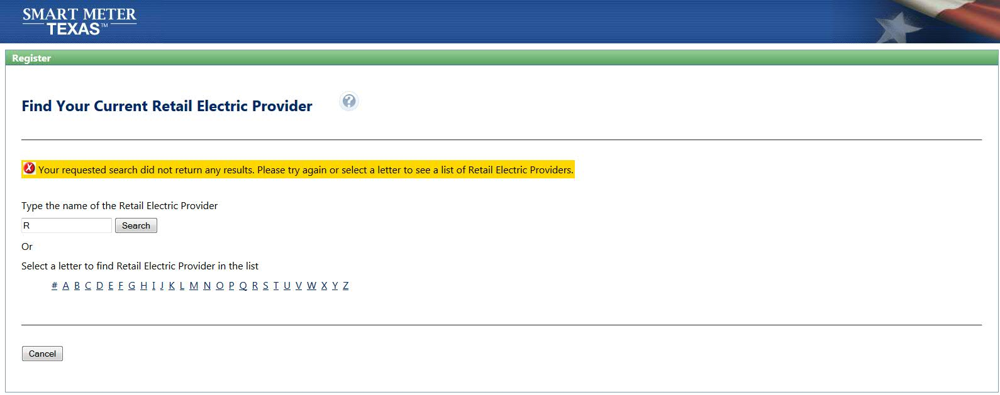 SMART METER
TEXAS™
Register
Find Your Current Retail Electric Provider
?
Your requested search did not return any results. Please try again or select a letter to see a list of Retail Electric Providers.
Type the name of the Retail Electric Provider
R Search
Or
Select a letter to find Retail Electric Provider in the list
# A B C D E F G H I J K L M N O P Q R S T U V W X Y Z
Cancel